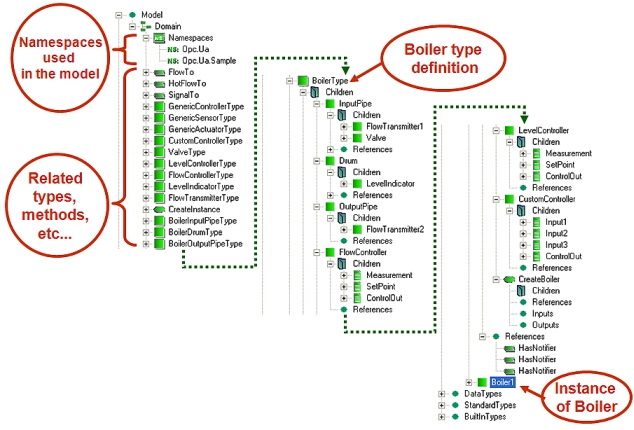 Namespaces
used
in the model
Related
types,
methods,
etc...
Model
Domain
Namespaces
NS: Opc.Ua
NS: Opc.Ua.Sample
FlowTo
HotFlowTo
SignalTo
GenericControllerType
GenericSensorType
GenericActuatorType
CustomControllerType
ValveType
LevelControllerType
FlowControllerType
LevelIndicatorType
FlowTransmitterType
CreateInstance
BoilerInputPipeType
BoilerDrumType
BoilerOutputPipeType
Boiler type
definition
BoilerType
Children
InputPipe
Children
FlowTransmitter1
Valve
References
Drum
Children
LevelIndicator
References
OutputPipe
Children
FlowTransmitter2
References
FlowController
Children
Measurement
SetPoint
ControlOut
References
LevelController
Children
Measurement
SetPoint
ControlOut
References
CustomController
Children
Input1
Input2
Input3
ControlOut
References
CreateBoiler
Children
References
Inputs
Outputs
References
HasNotifier
HasNotifier
HasNotifier
Boiler1
DataTypes
StandardTypes
BuiltInTypes
Instance
of Boiler